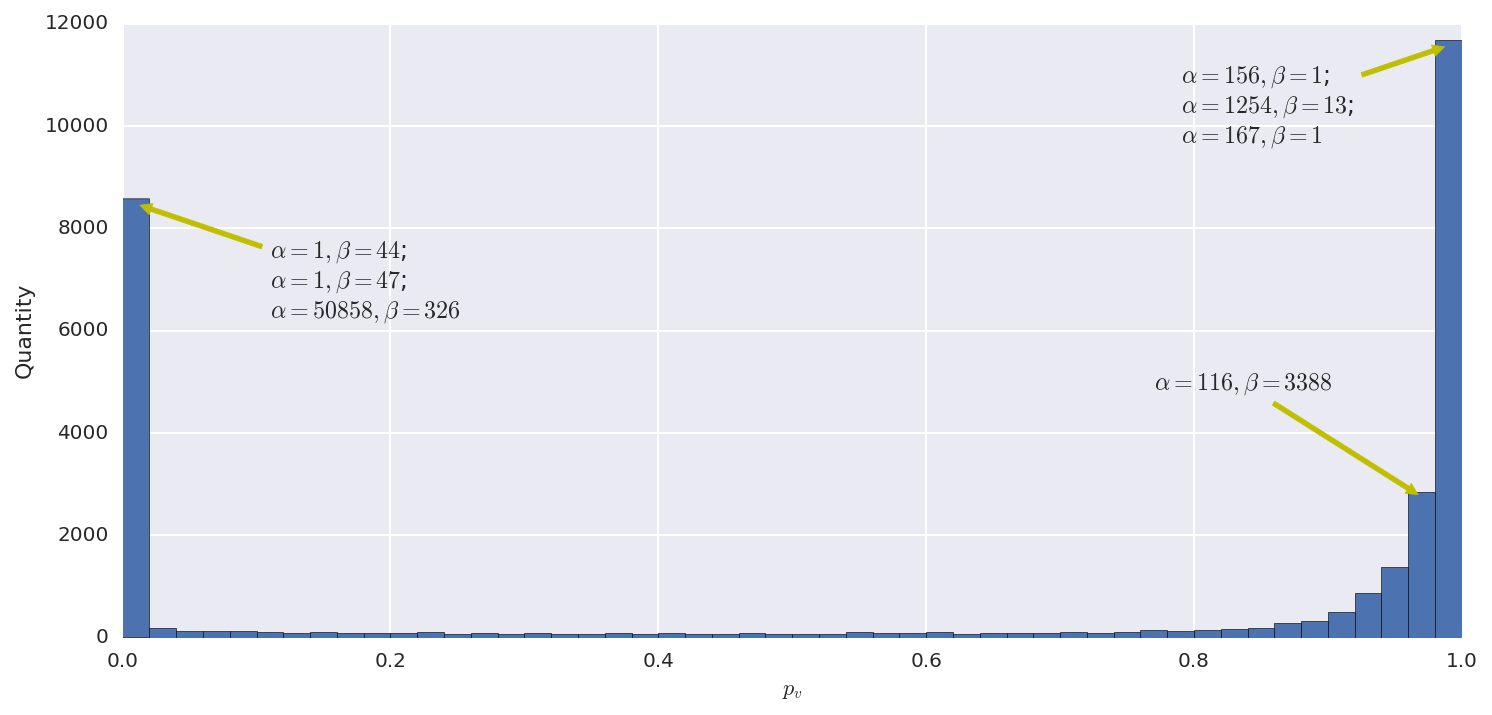 12000
10000
8000
6000
4000
2000
0
Quantity
α = 156, β = 1;
α = 1254, β = 13;
α = 167, β = 1
α = 1, β = 44;
α = 1, β = 47;
α = 50858, β = 326
α = 116, β = 3388
0.0 0.2 0.4 0.6 0.8 1.0
p_v